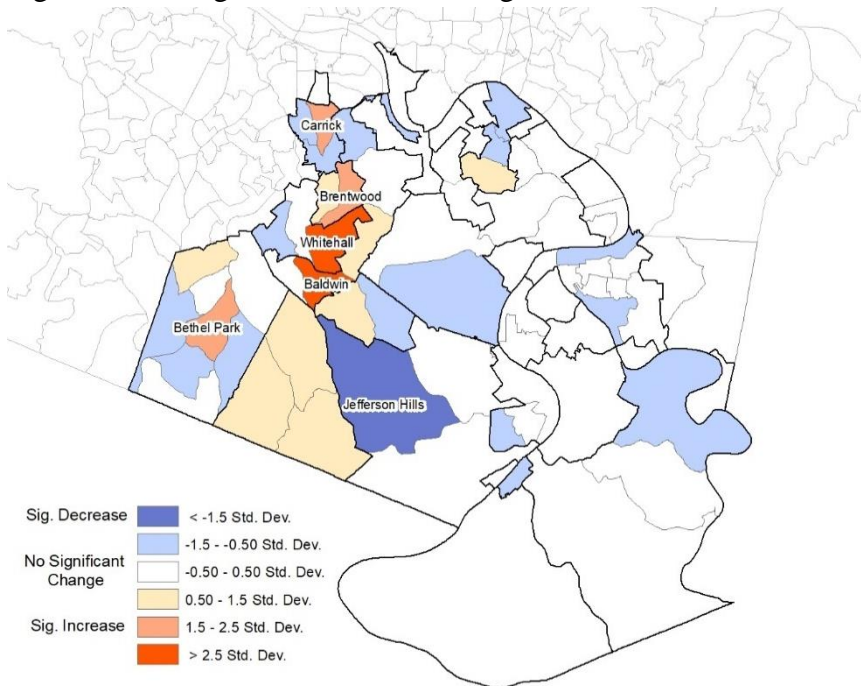 Carrick
Brentwood
Whitehall
Baldwin
Bethel Park
Jefferson Hills
Sig. Decrease
< -1.5 Std. Dev.
-1.5 - -0.50 Std. Dev.
No Significant
Change
-0.50 - 0.50 Std. Dev.
0.50 - 1.5 Std. Dev.
Sig. Increase
1.5 - 2.5 Std. Dev.
> 2.5 Std. Dev.